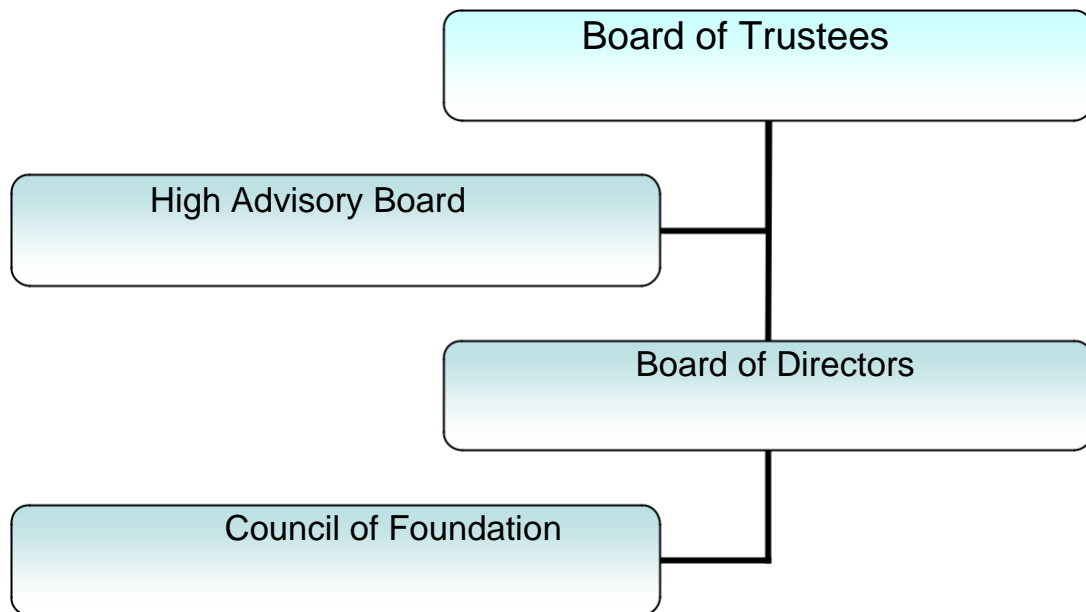 Board of Trustees
High Advisory Board
Board of Directors
Council of Foundation